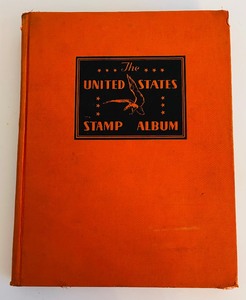 The
UNITED STATES
STAMP ALBUM